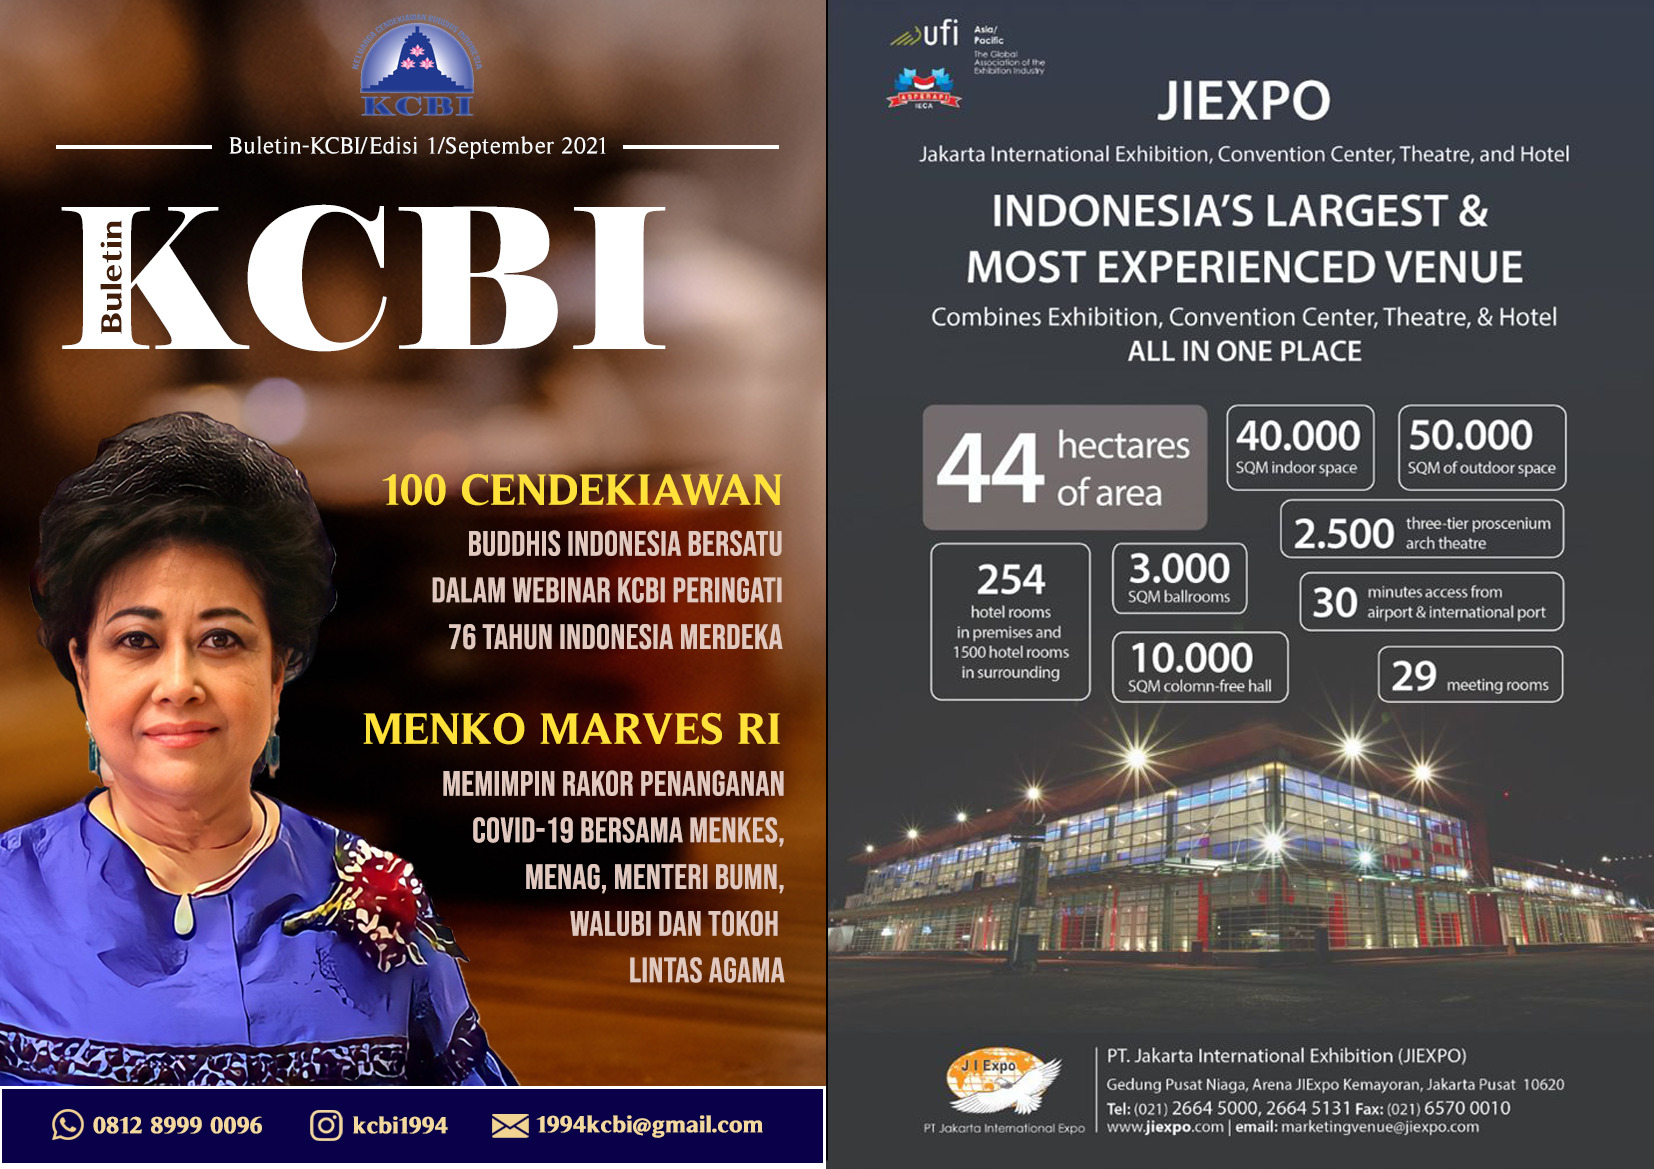 KELUARGA CENDEKIAWAN BUDDHIS INDONESIA
KCBI
Buletin-KCBI/Edisi 1/September 2021
Buletin
KCBI
100 CENDEKIAWAN
BUDDHIS INDONESIA BERSATU
DALAM WEBINAR KCBI PERINGATI
76 TAHUN INDONESIA MERDEKA
MENKO MARVES RI
MEMIMPIN RAKOR PENANGANAN
COVID-19 BERSAMA MENKES,
MENAG, MENTERI BUMN,
WALUBI DAN TOKOH
LINTAS AGAMA
0812 8999 0096
kcbi1994
1994kcbi@gmail.com
ufi
Asia/
Pacific
The Global
Association of the
Exhibition Industry
ASPERAPI
IECA
JIEXPO
Jakarta International Exhibition, Convention Center, Theatre, and Hotel
INDONESIA'S LARGEST &
MOST EXPERIENCED VENUE
Combines Exhibition, Convention Center, Theatre, & Hotel
ALL IN ONE PLACE
44 hectares
of area
40.000
SQM indoor space
50.000
SQM of outdoor space
2.500 three-tier proscenium
arch theatre
254
hotel rooms
in premises and
1500 hotel rooms
in surrounding
3.000
SQM ballrooms
30 minutes access from
airport & international port
10.000
SQM colomn-free hall
29 meeting rooms
J I Expo
PT Jakarta International Expo
PT. Jakarta International Exhibition (JIEXPO)
Gedung Pusat Niaga, Arena JIExpo Kemayoran, Jakarta Pusat 10620
Tel: (021) 2664 5000, 2664 5131 Fax: (021) 6570 0010
www.jiexpo.com | email: marketingvenue@jiexpo.com